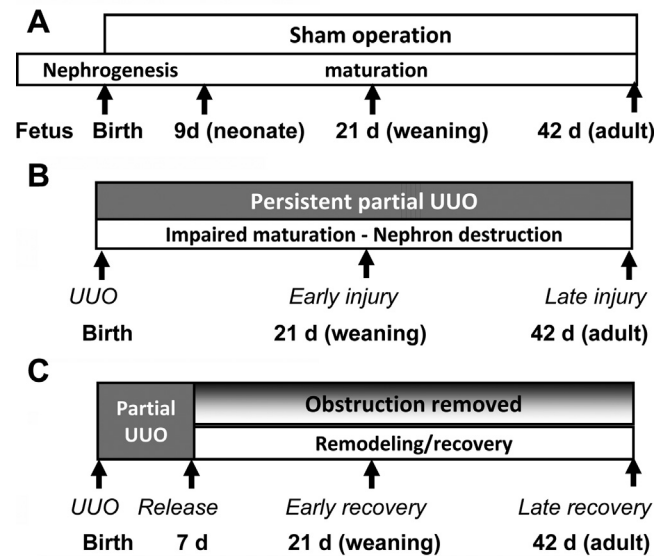 A
Sham operation
Nephrogenesis maturation
Fetus Birth 9d (neonate) 21 d (weaning) 42 d (adult)
B
Persistent partial UUO
Impaired maturation - Nephron destruction
UUO Early injury Late injury
Birth 21 d (weaning) 42 d (adult)
C
Partial
UUO
Obstruction removed
Remodeling/recovery
UUO Release Early recovery Late recovery
Birth 7 d 21 d (weaning) 42 d (adult)